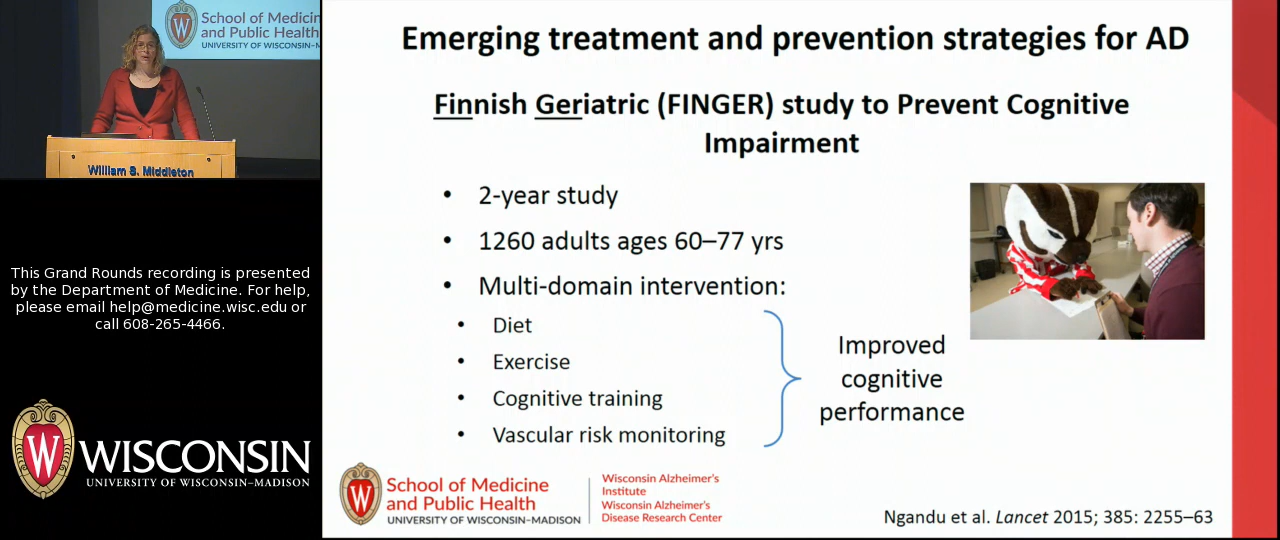 School of Medicine
and Public Health
UNIVERSITY OF WISCONSIN–M
William S. Middleton
This Grand Rounds recording is presented
by the Department of Medicine. For help,
please email help@medicine.wisc.edu or
call 608-265-4466.
W
WISCONSIN
UNIVERSITY OF WISCONSIN–MADISON
Emerging treatment and prevention strategies for AD
Finnish Geriatric (FINGER) study to Prevent Cognitive
Impairment
• 2-year study
• 1260 adults ages 60–77 yrs
• Multi-domain intervention:
• Diet
• Exercise
• Cognitive training
• Vascular risk monitoring
Improved
cognitive
performance
W
School of Medicine
and Public Health
UNIVERSITY OF WISCONSIN–MADISON
Wisconsin Alzheimer's
Institute
Wisconsin Alzheimer's
Disease Research Center
Ngandu et al. Lancet 2015; 385: 2255–63